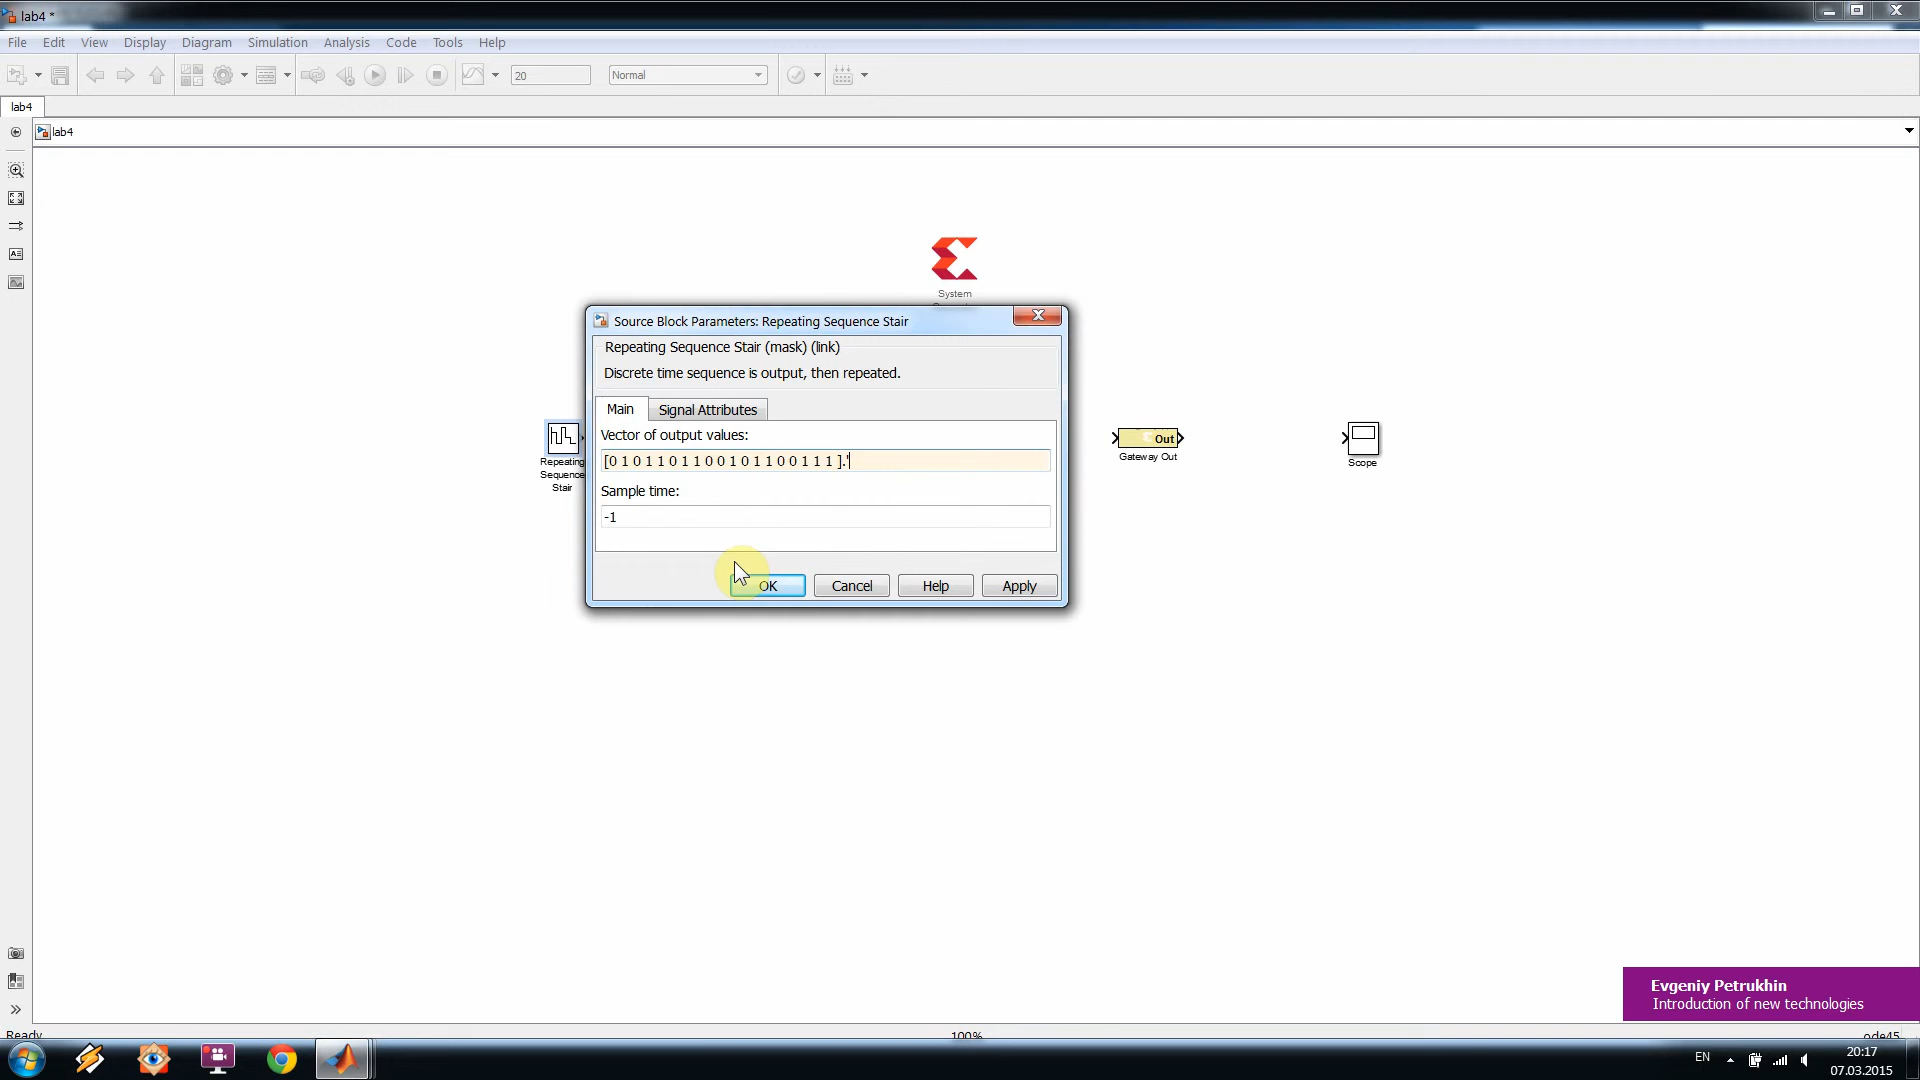 lab4 *
File Edit View Display Diagram Simulation Analysis Code Tools Help
20 Normal
lab4
lab4
System
Source Block Parameters: Repeating Sequence Stair
Repeating Sequence Stair (mask) (link)
Discrete time sequence is output, then repeated.
Main Signal Attributes
Vector of output values:
[0 1 0 1 1 0 1 1 0 0 1 0 1 1 0 0 1 1 1 ].'
Sample time:
-1
OK Cancel Help Apply
Repeating
Sequence
Stair
Out
Gateway Out
Scope
Evgeniy Petrukhin
Introduction of new technologies
Ready 100% ode45
EN
20:17
07.03.2015